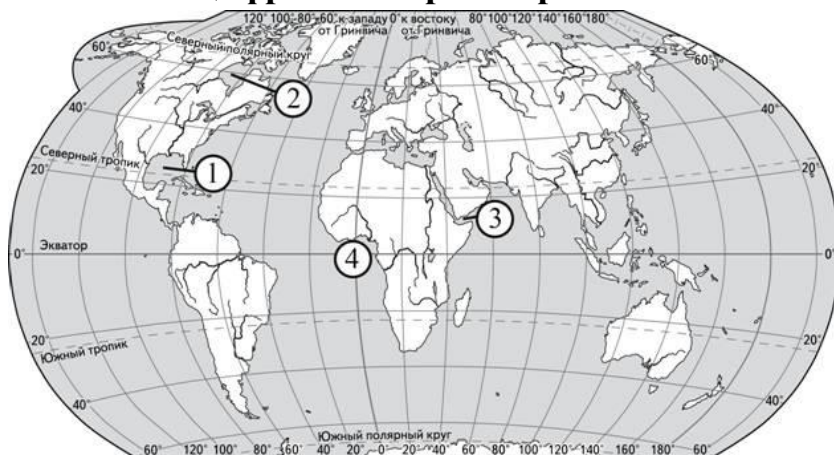 120° 100° 80° 60° к западу 0° к востоку 80° 100° 120° 140° 160° 180°
от Гринвича от Гринвича
60° Северный полярный круг 60°
2
40° 40°
Северный тропик
1
20° 20°
3
Экватор
4
0° 0°
20° 20°
Южный тропик
40° 40°
Южный полярный круг
60° 120° 100° 80° 60° 40° 20° 0° 20° 40° 60° 80° 100° 120° 140° 160° 60°